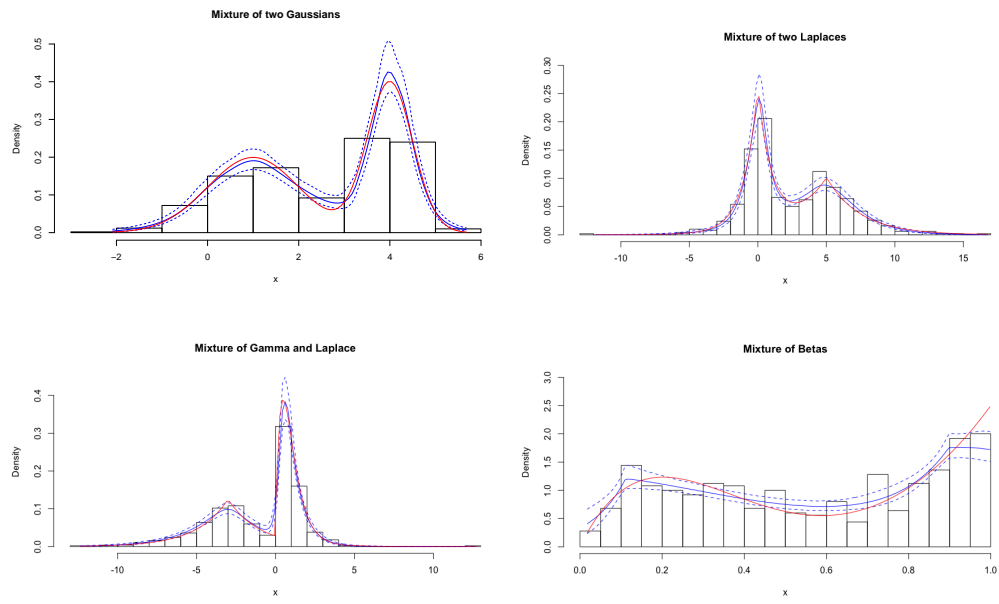 Mixture of two Gaussians
Density
0.0 0.1 0.2 0.3 0.4 0.5
−2 0 2 4 6
x
Mixture of two Laplaces
Density
0.00 0.05 0.10 0.15 0.20 0.25 0.30
-10 -5 0 5 10 15
x
Mixture of Gamma and Laplace
Density
0.0 0.1 0.2 0.3 0.4
-10 -5 0 5 10
x
Mixture of Betas
Density
0.0 0.5 1.0 1.5 2.0 2.5 3.0
0.0 0.2 0.4 0.6 0.8 1.0
x